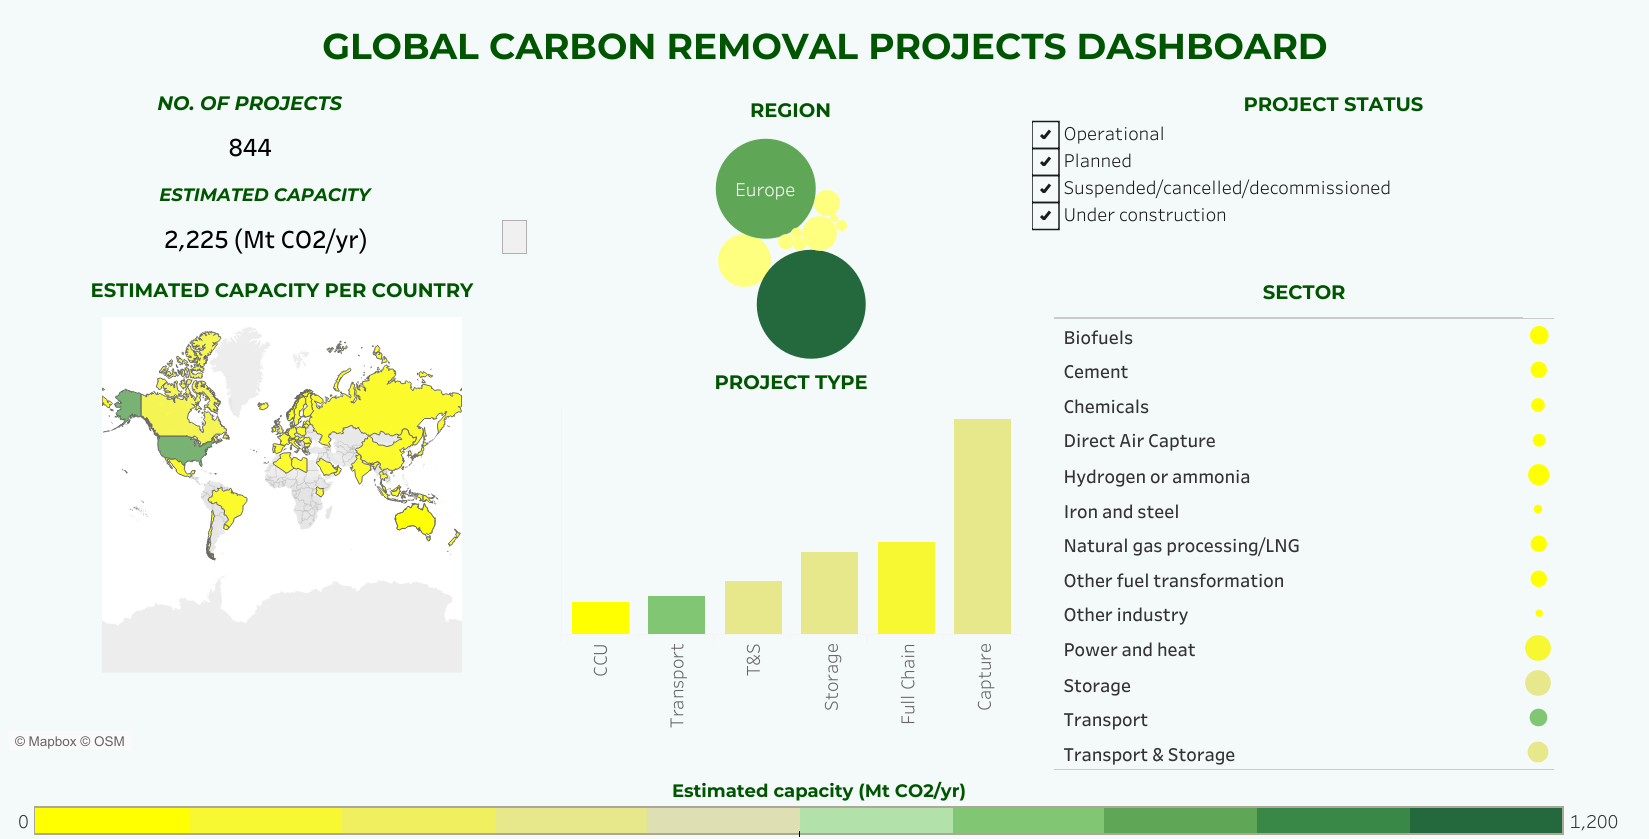 GLOBAL CARBON REMOVAL PROJECTS DASHBOARD
NO. OF PROJECTS
844
ESTIMATED CAPACITY
2,225 (Mt CO2/yr)
ESTIMATED CAPACITY PER COUNTRY
© Mapbox © OSM
REGION
Europe
PROJECT TYPE
CCU
Transport
T&S
Storage
Full Chain
Capture
PROJECT STATUS
Operational
Planned
Suspended/cancelled/decommissioned
Under construction
SECTOR
Biofuels
Cement
Chemicals
Direct Air Capture
Hydrogen or ammonia
Iron and steel
Natural gas processing/LNG
Other fuel transformation
Other industry
Power and heat
Storage
Transport
Transport & Storage
Estimated capacity (Mt CO2/yr)
0
1,200